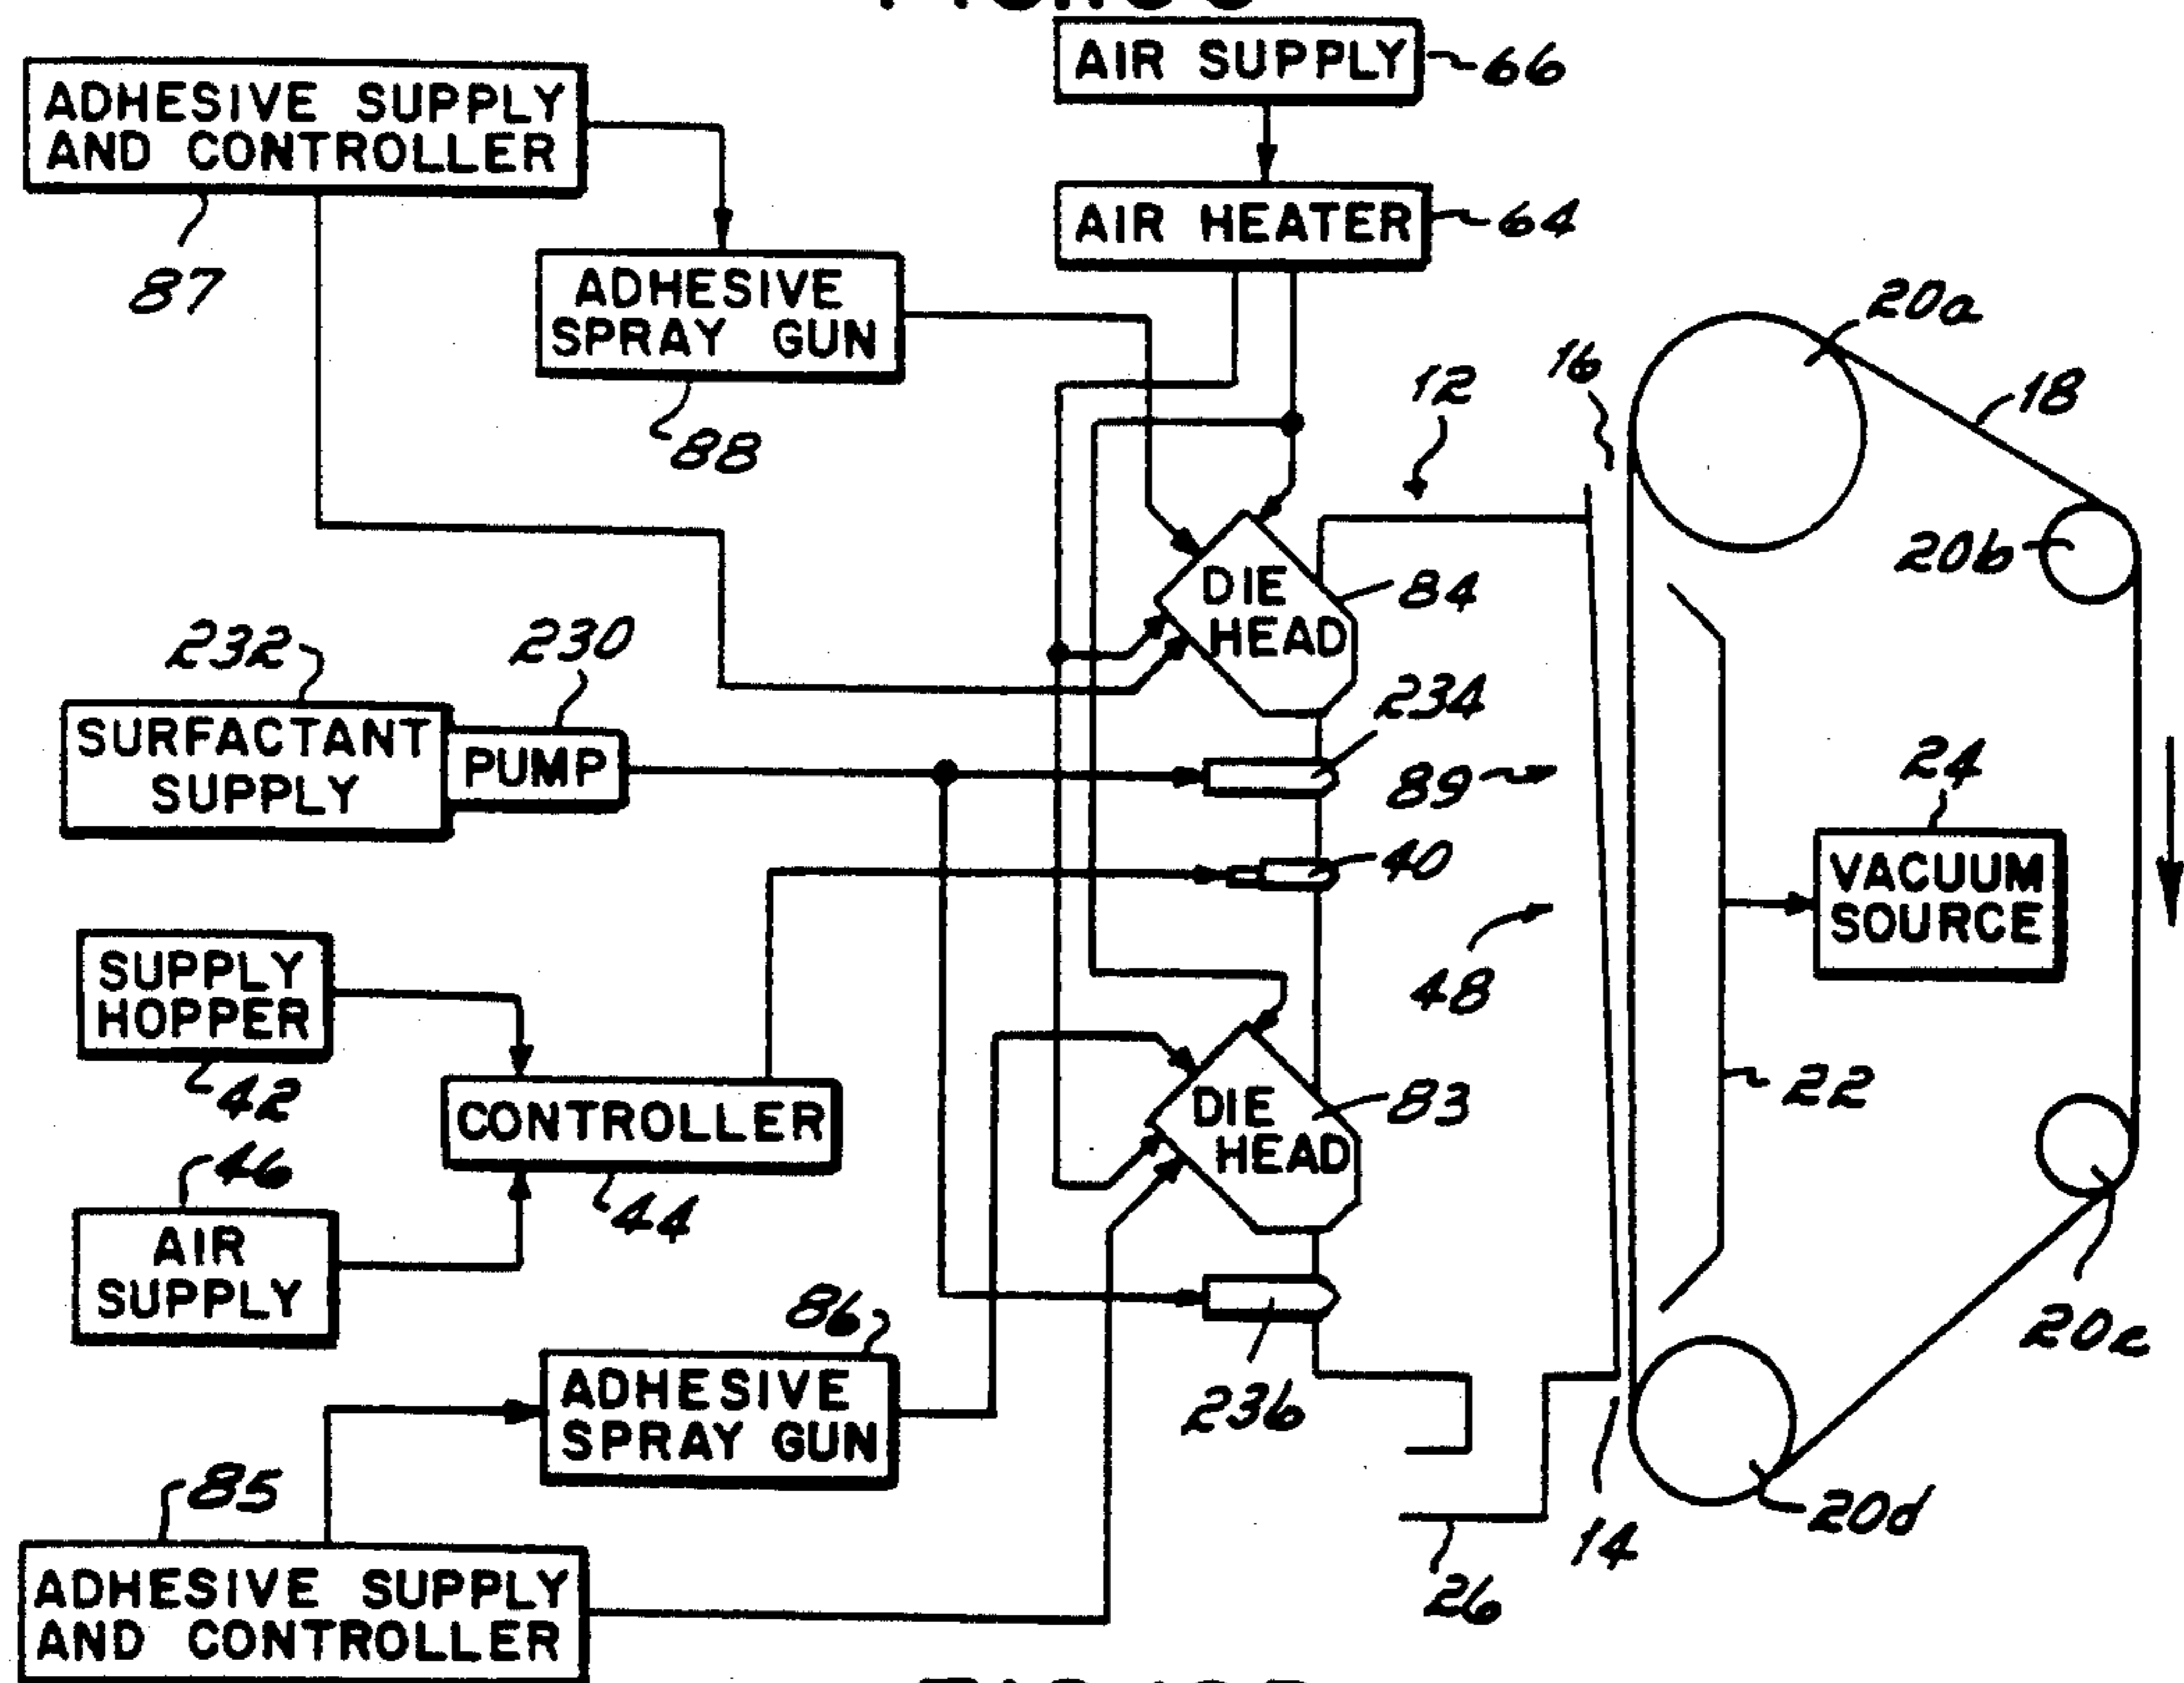 AIR SUPPLY
66
ADHESIVE SUPPLY
AND CONTROLLER
87
AIR HEATER
64
ADHESIVE
SPRAY GUN
88
20a
16
12
18
20b
DIE
HEAD
84
232
230
234
SURFACTANT
SUPPLY
PUMP
89
24
40
VACUUM
SOURCE
48
SUPPLY
HOPPER
42
22
CONTROLLER
44
DIE
HEAD
83
46
AIR
SUPPLY
86
236
20c
ADHESIVE
SPRAY GUN
85
20d
14
26
ADHESIVE SUPPLY
AND CONTROLLER